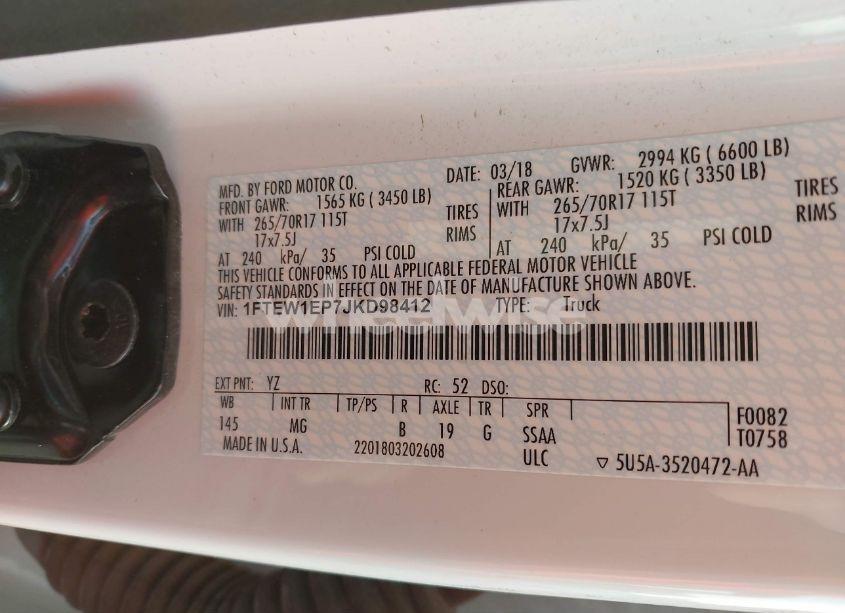 MFD. BY FORD MOTOR CO. DATE: 03/18 GVWR: 2994 KG ( 6600 LB)
FRONT GAWR: 1565 KG ( 3450 LB) REAR GAWR: 1520 KG ( 3350 LB)
WITH 265/70R17 115T TIRES WITH 265/70R17 115T TIRES
17x7.5J RIMS 17x7.5J RIMS
AT 240 kPa/ 35 PSI COLD AT 240 kPa/ 35 PSI COLD
THIS VEHICLE CONFORMS TO ALL APPLICABLE FEDERAL MOTOR VEHICLE
SAFETY STANDARDS IN EFFECT ON THE DATE OF MANUFACTURE SHOWN ABOVE.
VIN: 1FTEW1EP7JKD98412 TYPE: Truck
wheelwise
EXT PNT: YZ RC: 52 DSO:
WB INT TR TP/PS R AXLE TR SPR F0082
145 MG B 19 G SSAA T0758
MADE IN U.S.A. 2201803202608 ULC ▽ 5U5A-3520472-AA